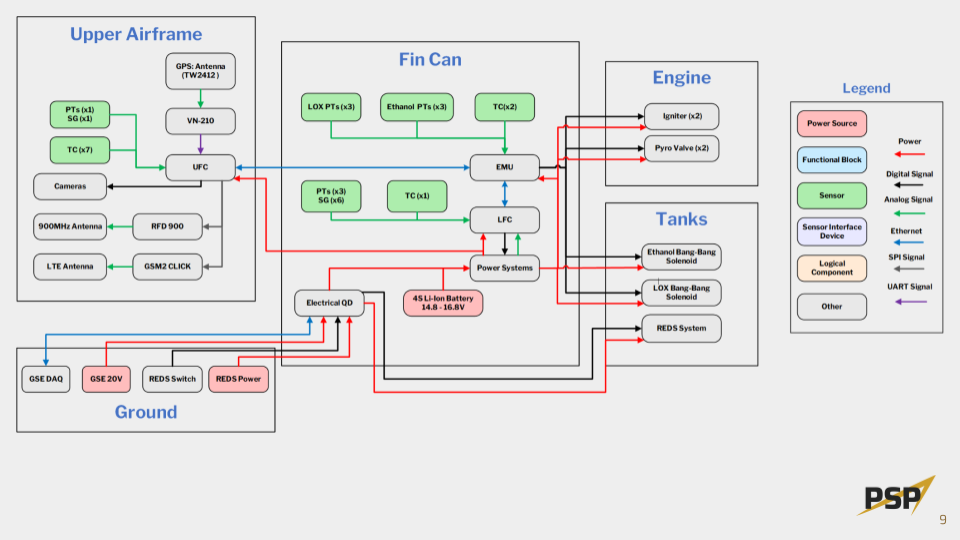 Upper Airframe
GPS: Antenna
(TW2412 )
PTs (x1)
SG (x1)
VN-210
TC (x7)
UFC
Cameras
900MHz Antenna
RFD 900
LTE Antenna
GSM2 CLICK
Fin Can
LOX PTs (x3)
Ethanol PTs (x3)
TC(x2)
EMU
PTs (x3)
SG (x6)
TC (x1)
LFC
Power Systems
Electrical QD
4S Li-Ion Battery
14.8 - 16.8V
Engine
Igniter (x2)
Pyro Valve (x2)
Tanks
Ethanol Bang-Bang
Solenoid
LOX Bang-Bang
Solenoid
REDS System
GSE DAQ
GSE 20V
REDS Switch
REDS Power
Ground
Legend
Power Source
Functional Block
Sensor
Sensor Interface
Device
Logical
Component
Other
Power
Digital Signal
Analog Signal
Ethernet
SPI Signal
UART Signal
PSP
9